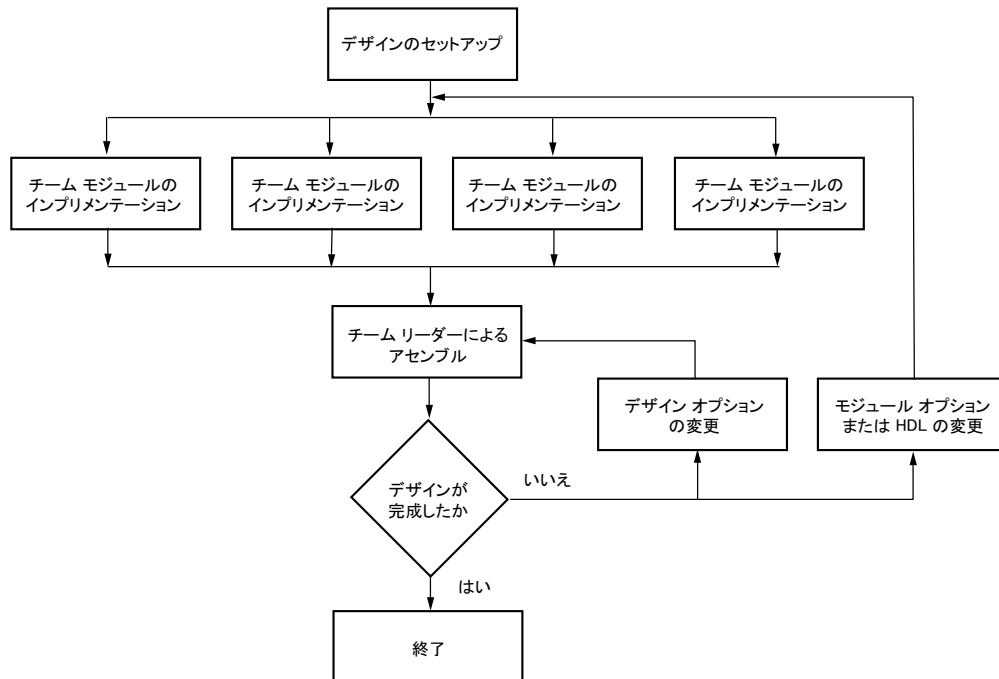 デザインのセットアップ
チーム モジュールの
インプリメンテーション
チーム モジュールの
インプリメンテーション
チーム モジュールの
インプリメンテーション
チーム モジュールの
インプリメンテーション
チーム リーダーによる
アセンブル
デザイン オプション
の変更
モジュール オプション
または HDL の変更
デザインが
完成したか
いいえ
はい
終了